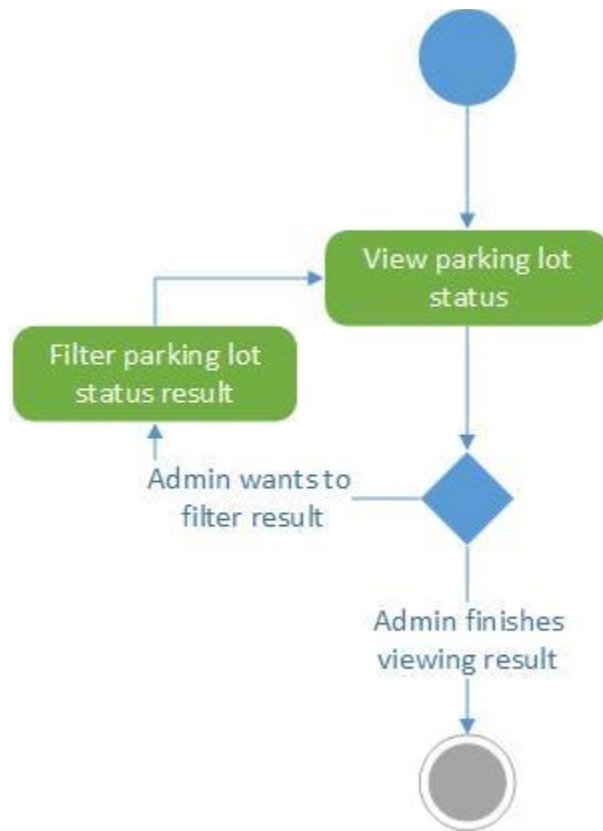 View parking lot
status
Filter parking lot
status result
Admin wants to
filter result
Admin finishes
viewing result